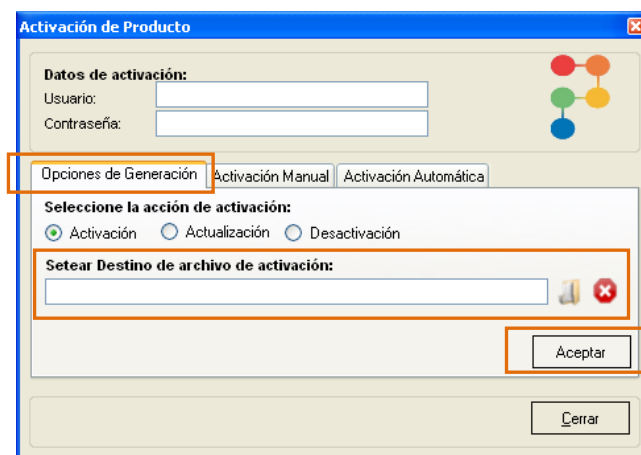 Activación de Producto
Datos de activación:
Usuario:
Contraseña:
Opciones de Generación Activación Manual Activación Automática
Seleccione la acción de activación:
Activación Actualización Desactivación
Setear Destino de archivo de activación:
Aceptar
Cerrar